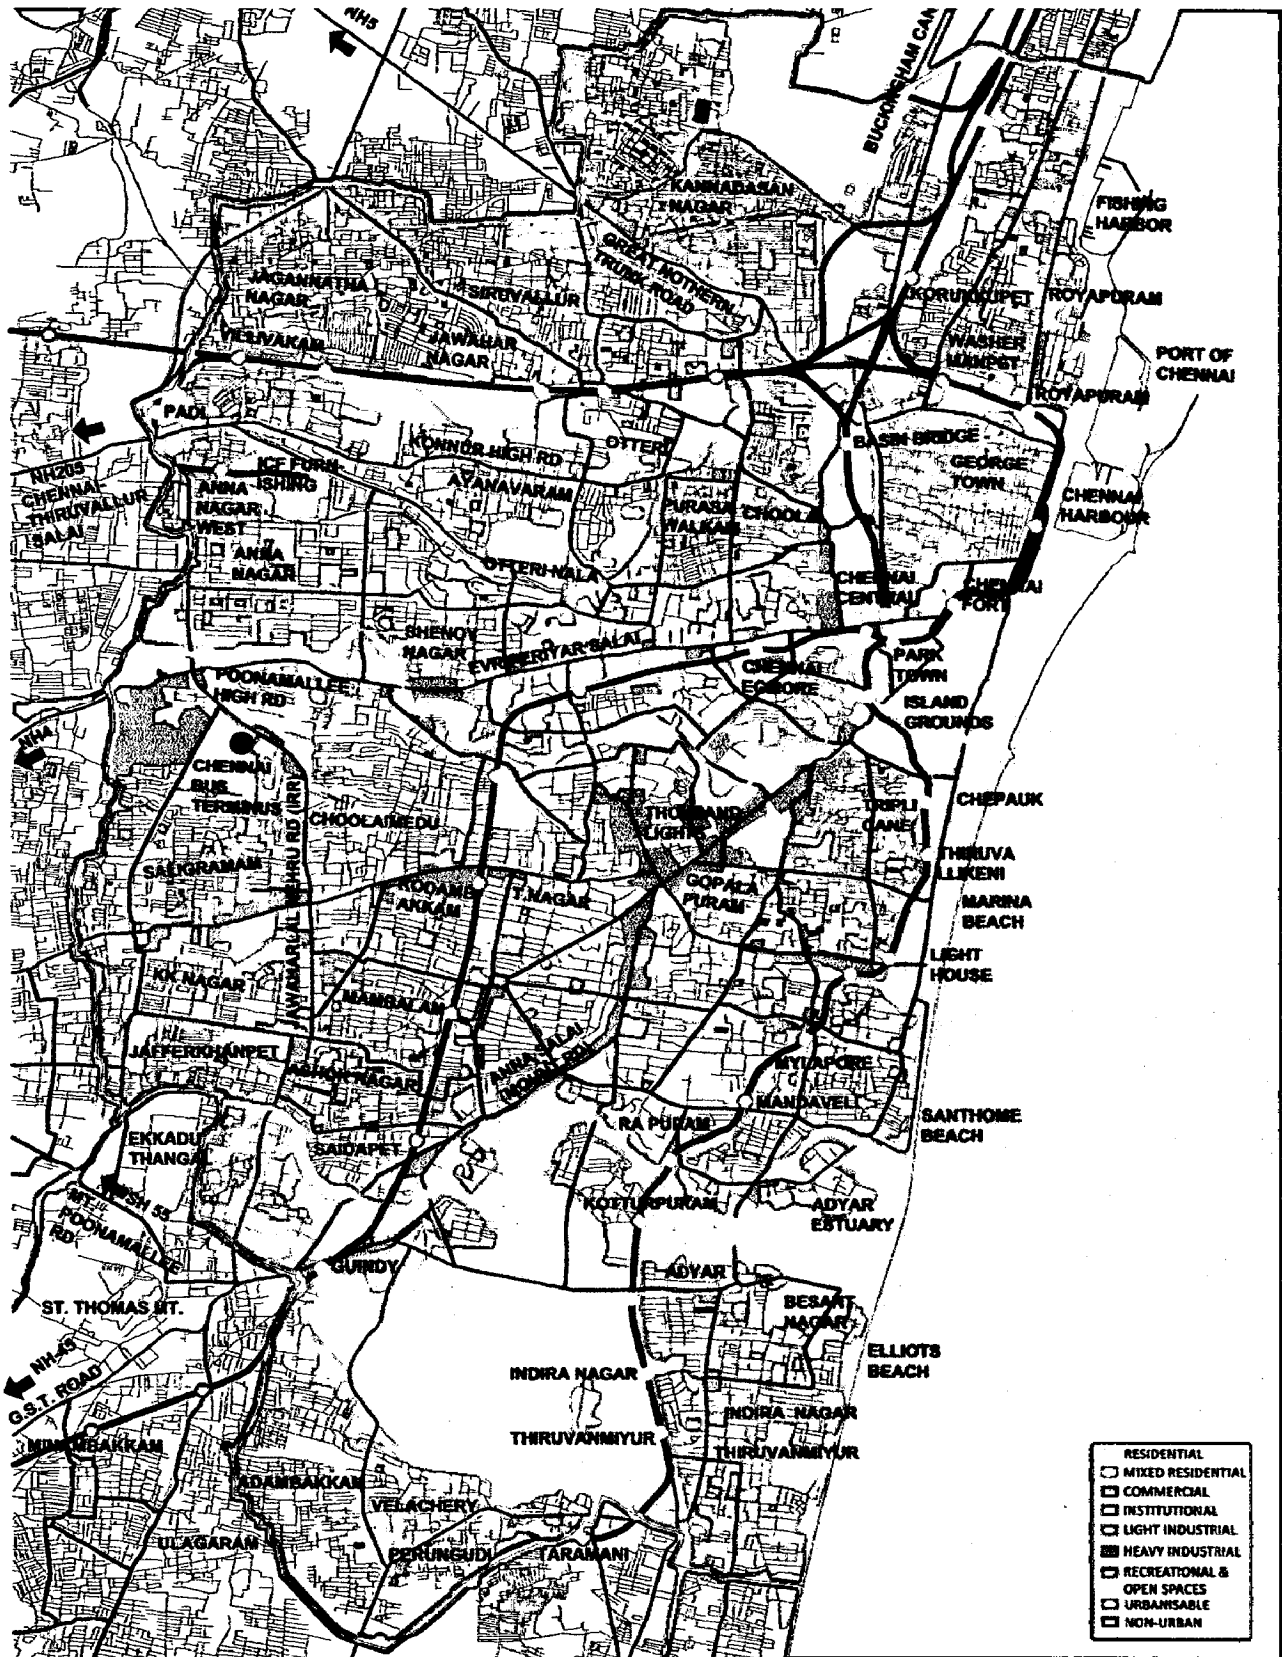 NH5
BUCKINGHAM CAN
KANNADASAN
NAGAR
FISHING
HARBOR
GREAT NOTHERN
TRUNK ROAD
JAGANNATHA
NAGAR
SIRUVALLUR
KORUKKUPET
ROYAPURAM
VILLIVAKAM
JAWAHAR
NAGAR
WASHER
MANPET
PORT OF
CHENNAI
ROYAPURAM
PADI
KONNUR HIGH RD
OTTERI
BASIN BRIDGE
ICF FURN-
ISHING
GEORGE
TOWN
NH205
CHENNAI
THIRUVALLUR
SALAI
ANNA
NAGAR
WEST
AYANAVARAM
PURASA
WALKAM
CHOOLAI
CHENNAI
HARBOUR
ANNA
NAGAR
OTTERI NALA
CHENNAI
CENTRAL
CHENNAI
FORT
SHENOY
NAGAR
EVR PERIYAR SALAI
PARK
TOWN
POONAMALLEE
HIGH RD
CHENNAI
EGMORE
ISLAND
GROUNDS
NH4
CHENNAI
BUS
TERMINUS
CHEPAUK
CHOOLAIMEDU
THOUSAND
LIGHTS
TRIPLI
CANE
JAWAHARLAL NEHRU RD (IRR)
SALIGRAMAM
THIRUVA
LLIKENI
KODAMB
AKKAM
T.NAGAR
GOPALA
PURAM
MARINA
BEACH
LIGHT
HOUSE
KK NAGAR
MAMBALAM
ANNA SALAI
(MOUNT RD)
JAFFERKHANPET
ASHOK NAGAR
MYLAPORE
MANDAVELI
SANTHOME
BEACH
RA PURAM
EKKADU
THANGAL
SAIDAPET
SH 55
MT.
POONAMALLEE
RD
KOTTURPURAM
ADYAR
ESTUARY
GUINDY
ADYAR
ST. THOMAS MT.
BESANT
NAGAR
NH-45
G.S.T. ROAD
ELLIOTS
BEACH
INDIRA NAGAR
INDIRA NAGAR
THIRUVANMIYUR
THIRUVANMIYUR
MINAMBAKKAM
ADAMBAKKAM
VELACHERY
ULAGARAM
PERUNGUDI
TARAMANI
RESIDENTIAL
MIXED RESIDENTIAL
COMMERCIAL
INSTITUTIONAL
LIGHT INDUSTRIAL
HEAVY INDUSTRIAL
RECREATIONAL &
OPEN SPACES
URBANISABLE
NON-URBAN